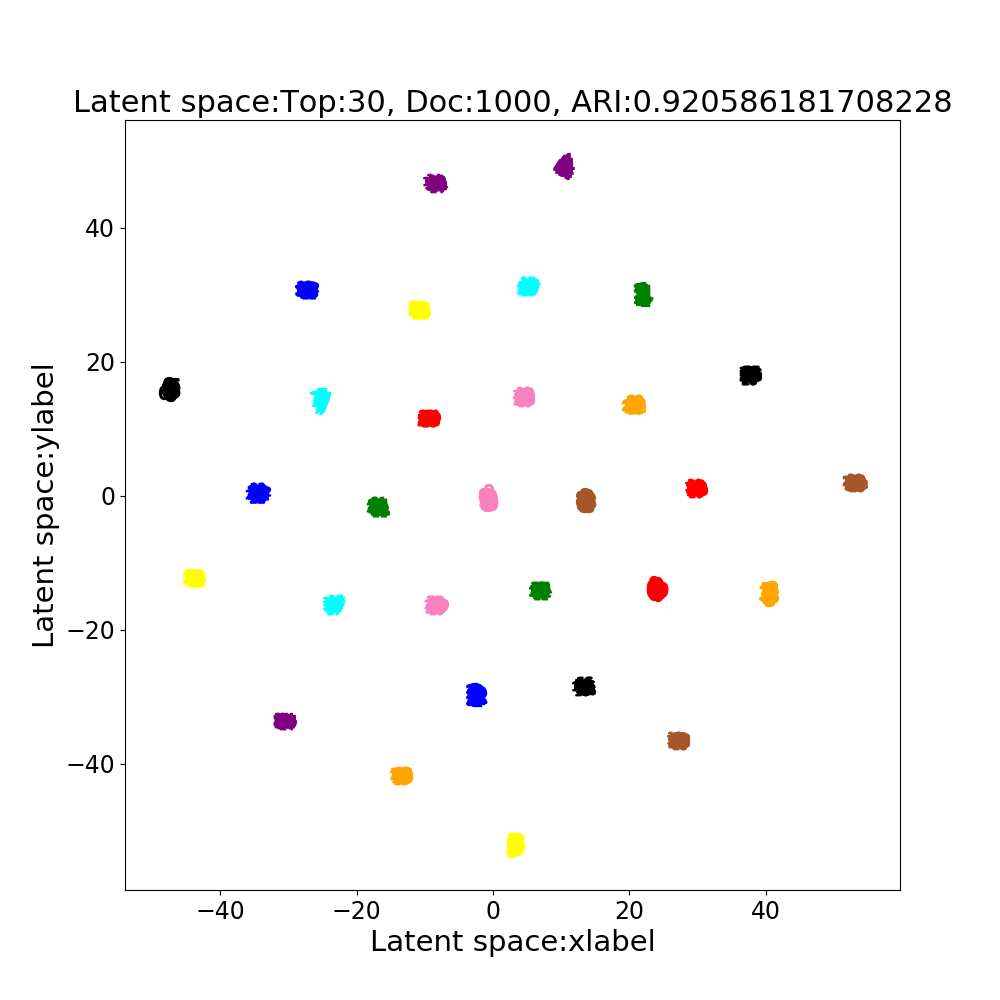 Latent space:Top:30, Doc:1000, ARI:0.920586181708228
40
20
0
−20
−40
Latent space:ylabel
−40 −20 0 20 40
Latent space:xlabel